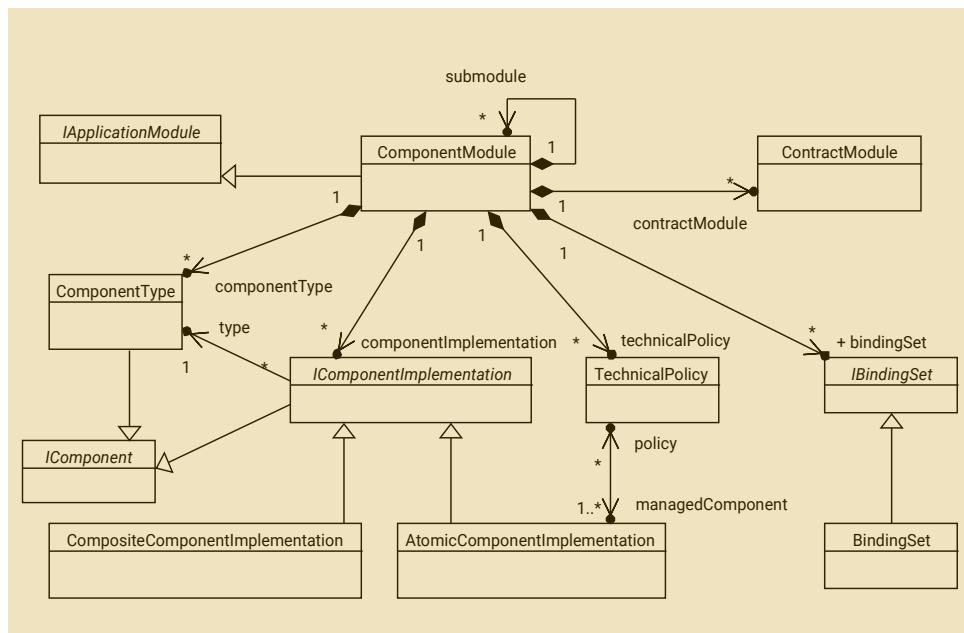 submodule
*
IApplicationModule
ComponentModule
1
ContractModule
*
1
1
contractModule
1
1
1
*
componentType
ComponentType
type
*
*
*
1
*
componentImplementation
technicalPolicy
+ bindingSet
IComponentImplementation
TechnicalPolicy
IBindingSet
policy
IComponent
*
1..*
managedComponent
CompositeComponentImplementation
AtomicComponentImplementation
BindingSet